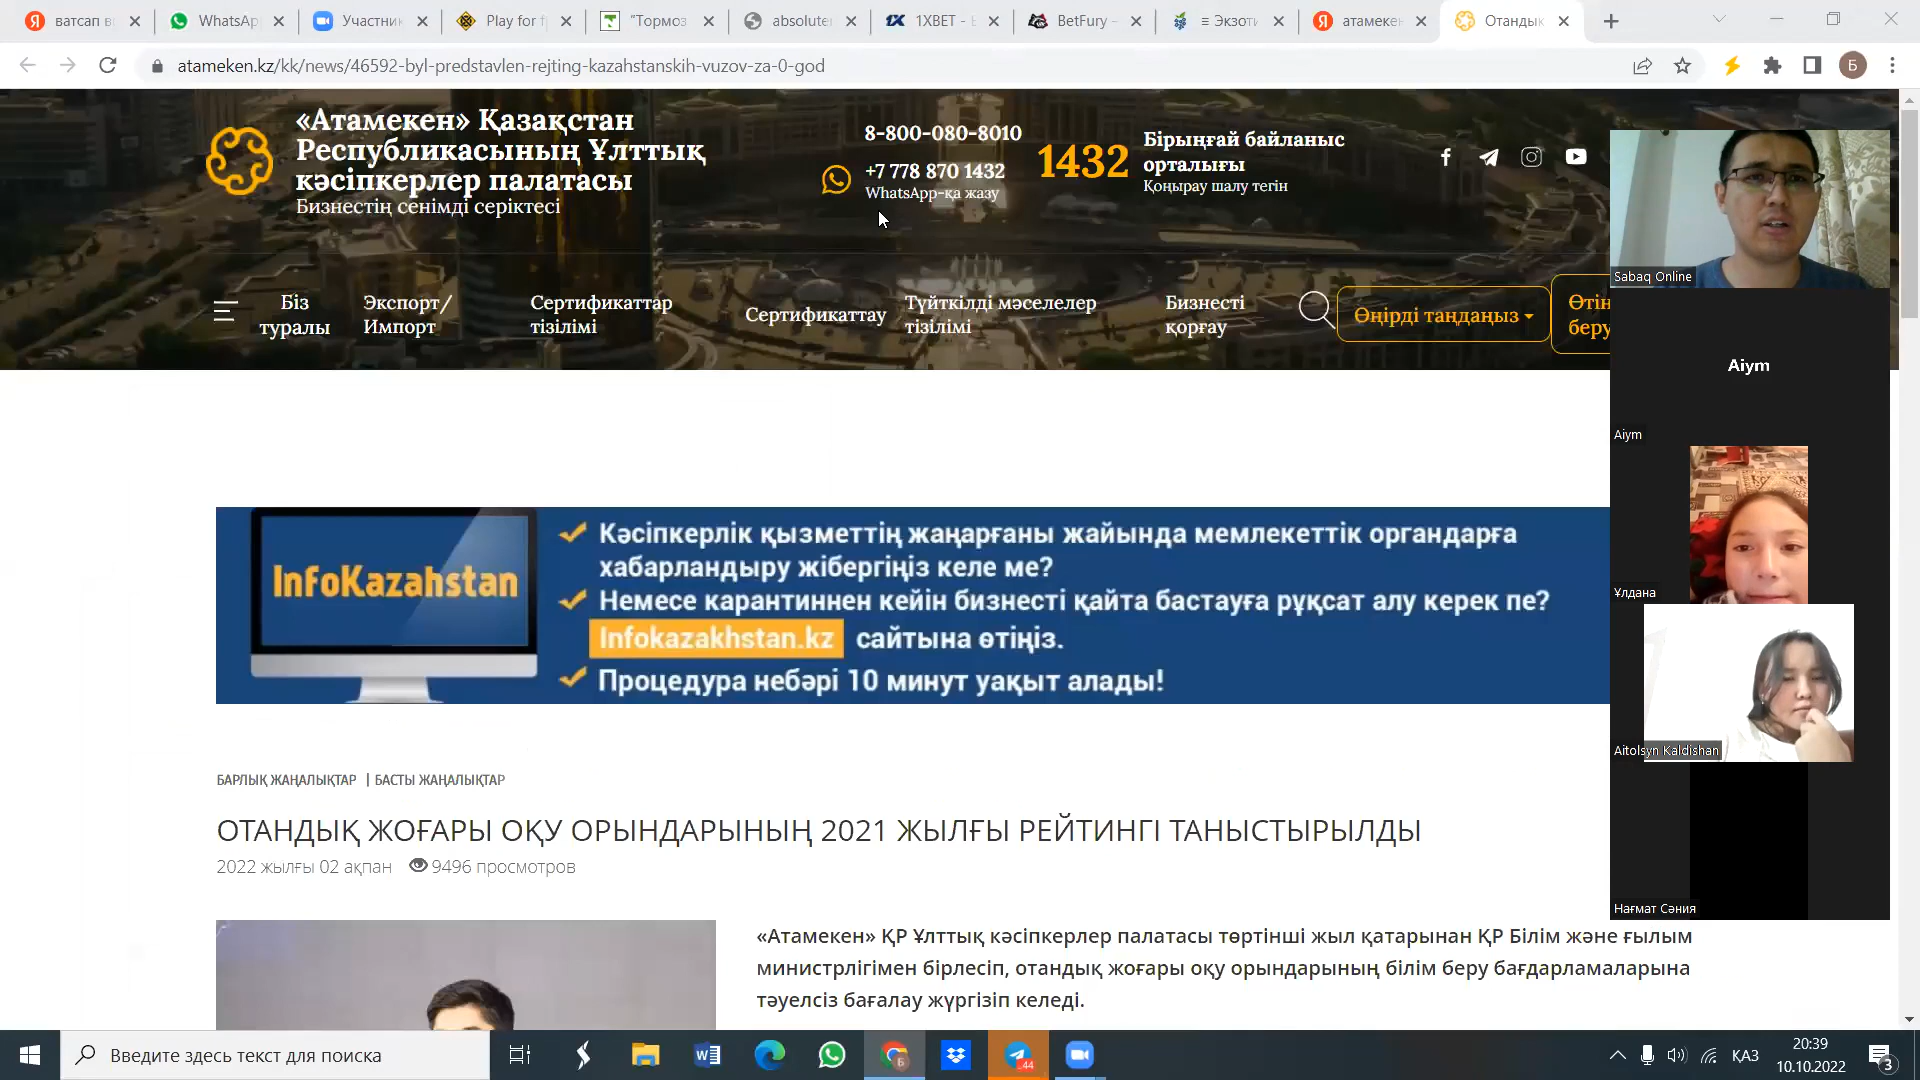 ватсап в
WhatsAp
Участник
Play for f
"Тормоз
absolute
1XBET - 
BetFury -
≡ Экзоти
атамекен
Отандық
atameken.kz/kk/news/46592-byl-predstavlen-rejting-kazahstanskih-vuzov-za-0-god
Б
«Атамекен» Қазақстан
Республикасының Ұлттық
кәсіпкерлер палатасы
Бизнестің сенімді серіктесі
8-800-080-8010
+7 778 870 1432
WhatsApp-қа жазу
1432
Бірыңғай байланыс
орталығы
Қоңырау шалу тегін
Біз
туралы
Экспорт/
Импорт
Сертификаттар
тізілімі
Сертификаттау
Түйткілді мәселелер
тізілімі
Бизнесті
қорғау
Өңірді таңдаңыз
Өтін
беру
Sabaq Online
Aiym
Aiym
Ұлдана
Aitolsyn Kaldishan
Нағмат Сәния
InfoKazahstan
Кәсіпкерлік қызметтің жаңарғаны жайында мемлекеттік органдарға
хабарландыру жібергіңіз келе ме?
Немесе карантиннен кейін бизнесті қайта бастауға рұқсат алу керек пе?
Infokazakhstan.kz сайтына өтіңіз.
Процедура небәрі 10 минут уақыт алады!
БАРЛЫҚ ЖАҢАЛЫҚТАР | БАСТЫ ЖАҢАЛЫҚТАР
ОТАНДЫҚ ЖОҒАРЫ ОҚУ ОРЫНДАРЫНЫҢ 2021 ЖЫЛҒЫ РЕЙТИНГІ ТАНЫСТЫРЫЛДЫ
2022 жылғы 02 ақпан 9496 просмотров
«Атамекен» ҚР Ұлттық кәсіпкерлер палатасы төртінші жыл қатарынан ҚР Білім және ғылым
министрлігімен бірлесіп, отандық жоғары оқу орындарының білім беру бағдарламаларына
тәуелсіз бағалау жүргізіп келеді.
Введите здесь текст для поиска
44
ҚАЗ
20:39
10.10.2022
3